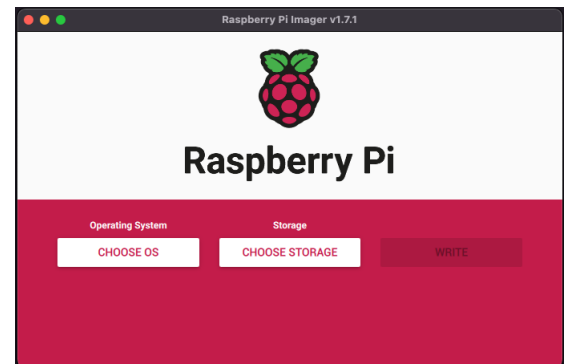 Raspberry Pi Imager v1.7.1
Raspberry Pi
Operating System
Storage
CHOOSE OS
CHOOSE STORAGE
WRITE